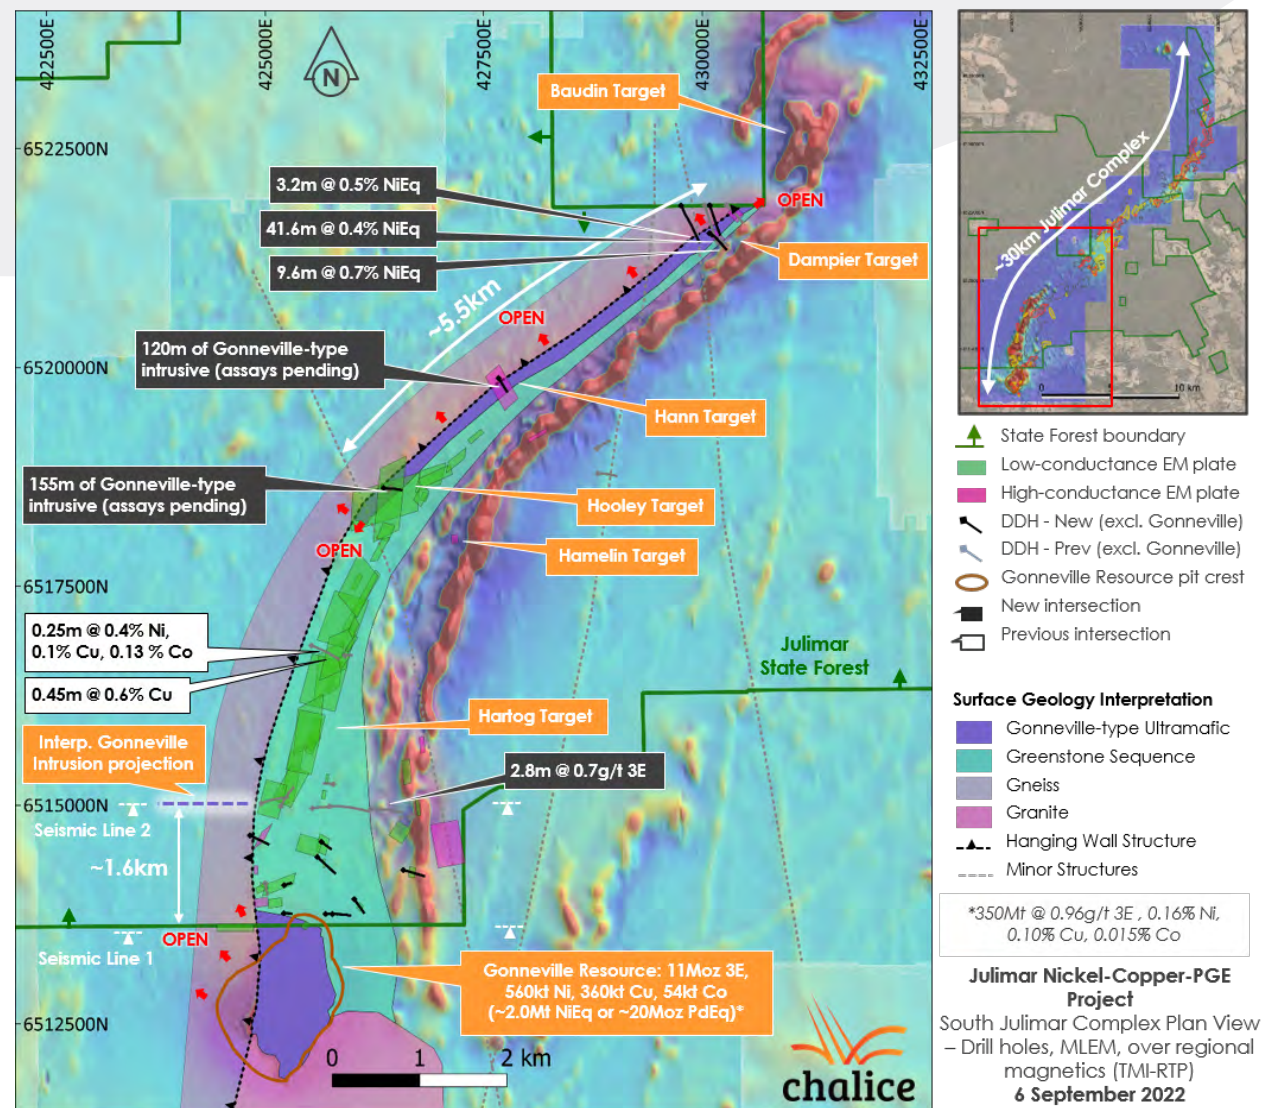 422500E
425000E
427500E
430000E
432500E
N
6522500N
6520000N
6517500N
6515000N
6512500N
Baudin Target
3.2m @ 0.5% NiEq
41.6m @ 0.4% NiEq
9.6m @ 0.7% NiEq
OPEN
Dampier Target
~5.5km
OPEN
120m of Gonneville-type
intrusive (assays pending)
Hann Target
155m of Gonneville-type
intrusive (assays pending)
Hooley Target
OPEN
Hamelin Target
0.25m @ 0.4% Ni,
0.1% Cu, 0.13 % Co
0.45m @ 0.6% Cu
Julimar
State Forest
Hartog Target
Interp. Gonneville
Intrusion projection
2.8m @ 0.7g/t 3E
Seismic Line 2
~1.6km
OPEN
Seismic Line 1
Gonneville Resource: 11Moz 3E,
560kt Ni, 360kt Cu, 54kt Co
(~2.0Mt NiEq or ~20Moz PdEq)*
0 1 2 km
chalice
~30km Julimar Complex
0 5 10 km
State Forest boundary
Low-conductance EM plate
High-conductance EM plate
DDH - New (excl. Gonneville)
DDH - Prev (excl. Gonneville)
Gonneville Resource pit crest
New intersection
Previous intersection
Surface Geology Interpretation
Gonneville-type Ultramafic
Greenstone Sequence
Gneiss
Granite
Hanging Wall Structure
Minor Structures
*350Mt @ 0.96g/t 3E , 0.16% Ni,
0.10% Cu, 0.015% Co
Julimar Nickel-Copper-PGE
Project
South Julimar Complex Plan View
– Drill holes, MLEM, over regional
magnetics (TMI-RTP)
6 September 2022